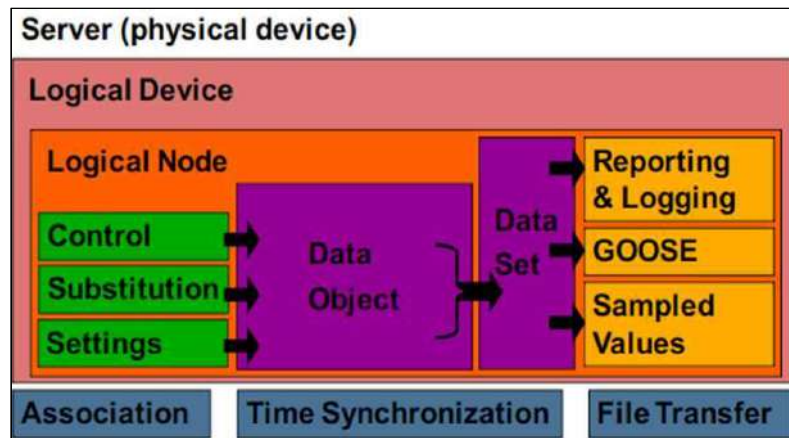 Server (physical device)
Logical Device
Logical Node
Control
Substitution
Settings
Data
Object
Data
Set
Reporting
& Logging
GOOSE
Sampled
Values
Association
Time Synchronization
File Transfer